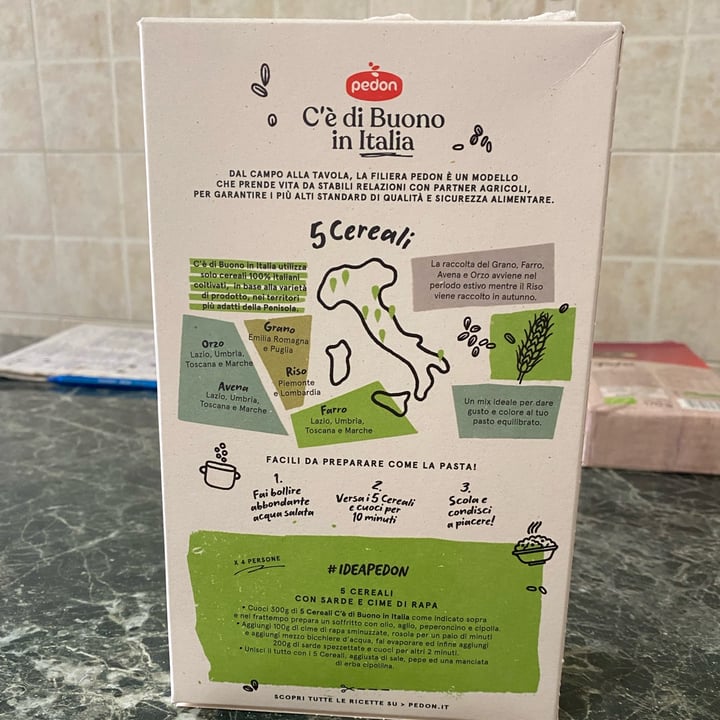 pedon
C'è di Buono
in Italia
DAL CAMPO ALLA TAVOLA, LA FILIERA PEDON È UN MODELLO
CHE PRENDE VITA DA STABILI RELAZIONI CON PARTNER AGRICOLI,
PER GARANTIRE I PIÙ ALTI STANDARD DI QUALITÀ E SICUREZZA ALIMENTARE.
5 Cereali
C'è di Buono in Italia utilizza
solo cereali 100% italiani
coltivati, in base alla varietà
di prodotto, nei territori
più adatti della Penisola.
La raccolta del Grano, Farro,
Avena e Orzo avviene nel
periodo estivo mentre il Riso
viene raccolto in autunno.
Orzo
Lazio, Umbria,
Toscana e Marche
Grano
Emilia Romagna
e Puglia
Riso
Piemonte
e Lombardia
Avena
Lazio, Umbria,
Toscana e Marche
Farro
Lazio, Umbria,
Toscana e Marche
Un mix ideale per dare
gusto e colore al tuo
pasto equilibrato.
FACILI DA PREPARARE COME LA PASTA!
1.
Fai bollire
abbondante
acqua salata
2.
Versa i 5 Cereali
e cuoci per
10 minuti
3.
Scola e
condisci
a piacere!
X 4 PERSONE
#IDEAPEDON
5 CEREALI
CON SARDE E CIME DI RAPA
• Cuoci 300g di 5 Cereali C'è di Buono in Italia come indicato sopra
e nel frattempo prepara un soffritto con olio, aglio, peperoncino e cipolla.
• Aggiungi 100g di cime di rapa sminuzzate, rosola per un paio di minuti
e aggiungi mezzo bicchiere d'acqua, fai evaporare ed infine aggiungi
200g di sarde spezzettate e cuoci per altri 2 minuti.
• Unisci il tutto con i 5 Cereali, aggiusta di sale, pepe ed una manciata
di erba cipollina.
SCOPRI TUTTE LE RICETTE SU > PEDON.IT